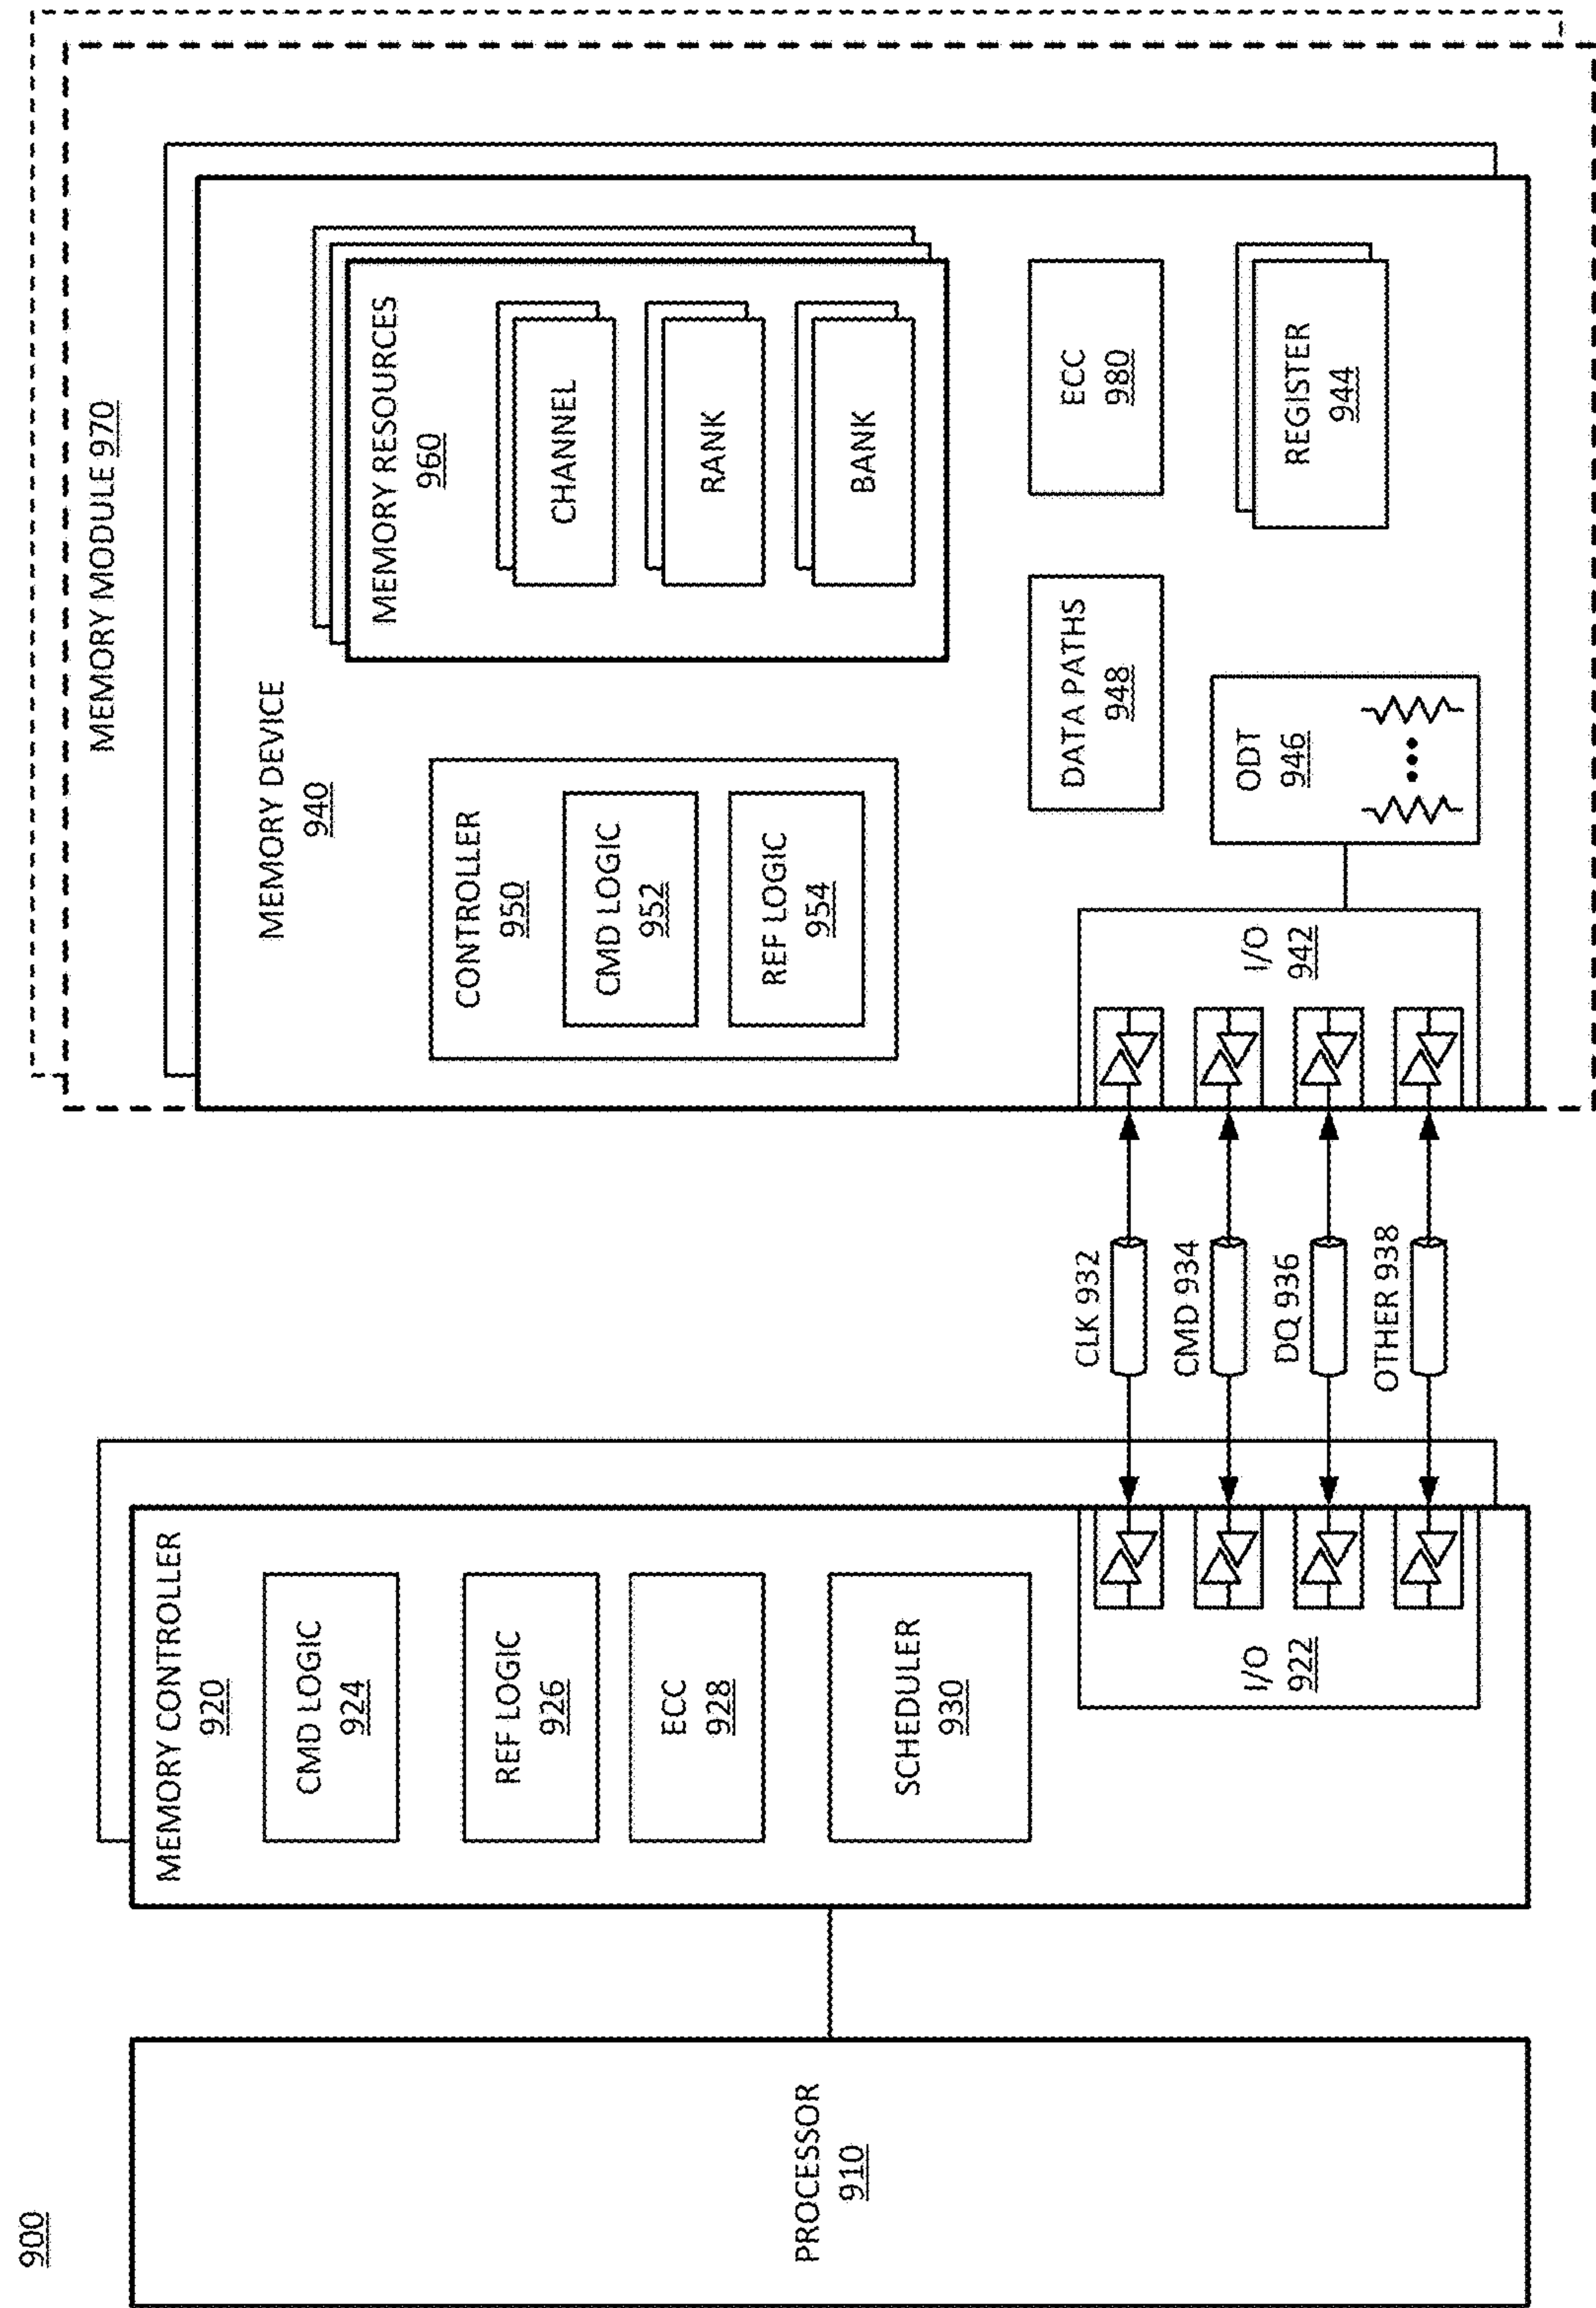 900
PROCESSOR
910
MEMORY CONTROLLER
920
CMD LOGIC
924
REF LOGIC
926
ECC
928
SCHEDULER
930
I/O
922
CLK 932
CMD 934
DQ 936
OTHER 938
MEMORY MODULE 970
MEMORY DEVICE
940
CONTROLLER
950
CMD LOGIC
952
REF LOGIC
954
MEMORY RESOURCES
960
CHANNEL
RANK
BANK
I/O
942
DATA PATHS
948
ECC
980
ODT
946
REGISTER
944